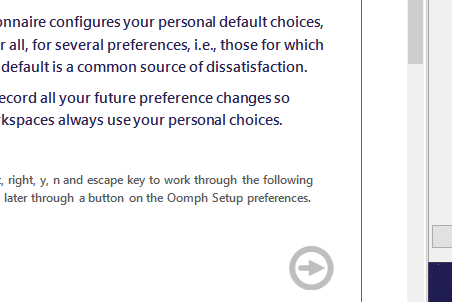 onnaire configures your personal default choices,
r all, for several preferences, i.e., those for which
default is a common source of dissatisfaction.
ecord all your future preference changes so
rkspaces always use your personal choices.
, right, y, n and escape key to work through the following
later through a button on the Oomph Setup preferences.